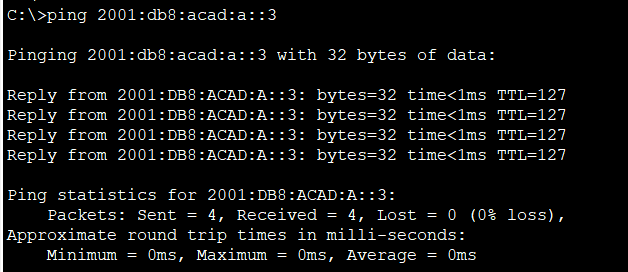 C:\>ping 2001:db8:acad:a::3
Pinging 2001:db8:acad:a::3 with 32 bytes of data:
Reply from 2001:DB8:ACAD:A::3: bytes=32 time<1ms TTL=127
Reply from 2001:DB8:ACAD:A::3: bytes=32 time<1ms TTL=127
Reply from 2001:DB8:ACAD:A::3: bytes=32 time<1ms TTL=127
Reply from 2001:DB8:ACAD:A::3: bytes=32 time<1ms TTL=127
Ping statistics for 2001:DB8:ACAD:A::3:
    Packets: Sent = 4, Received = 4, Lost = 0 (0% loss),
Approximate round trip times in milli-seconds:
    Minimum = 0ms, Maximum = 0ms, Average = 0ms